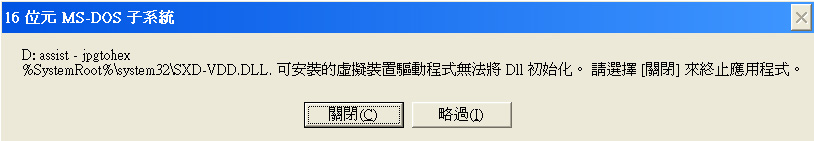 16 位元 MS-DOS 子系統
D: assist - jpgtohex
%SystemRoot%\system32\SXD-VDD.DLL. 可安裝的虛擬裝置驅動程式無法將 Dll 初始化。 請選擇 [關閉] 來終止應用程式。
關閉(C)
略過(I)